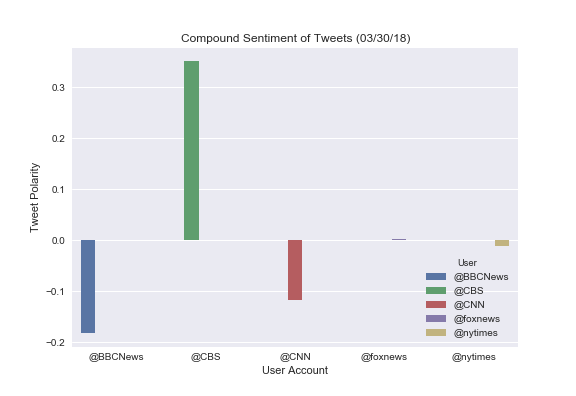 Compound Sentiment of Tweets (03/30/18)
0.3
0.2
0.1
0.0
−0.1
−0.2
Tweet Polarity
User
@BBCNews
@CBS
@CNN
@foxnews
@nytimes
@BBCNews @CBS @CNN @foxnews @nytimes
User Account